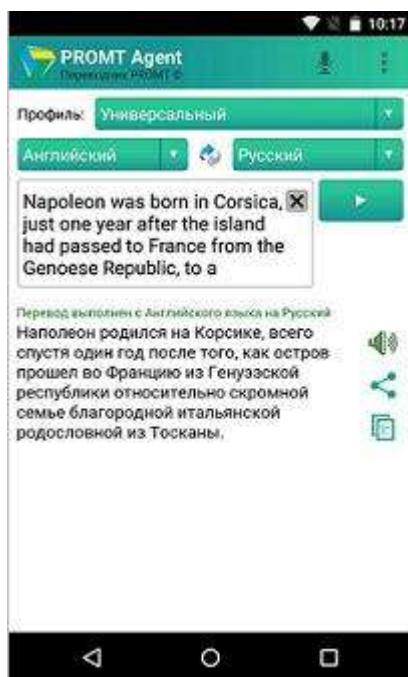 10:17
PROMT Agent
Переводчик PROMT ©
Профиль: Универсальный
Английский Русский
Napoleon was born in Corsica,
just one year after the island
had passed to France from the
Genoese Republic, to a
Перевод выполнен с Английского языка на Русский
Наполеон родился на Корсике, всего
спустя один год после того, как остров
прошел во Францию из Генуэзской
республики относительно скромной
семье благородной итальянской
родословной из Тосканы.